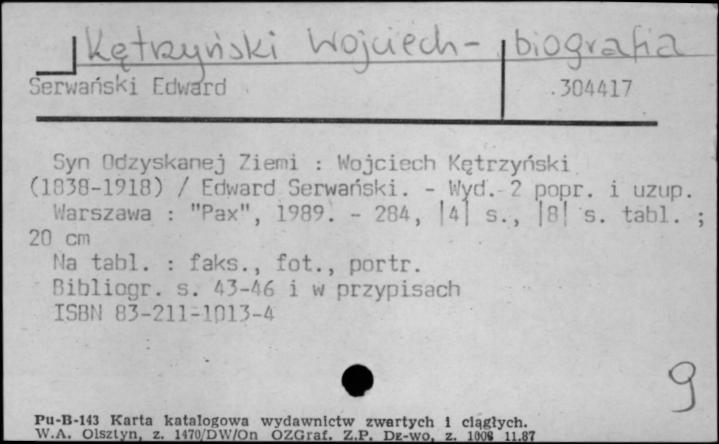 Kętrzyński Wojciech - biografia
Serwański Edward 304417
Syn Odzyskanej Ziemi : Wojciech Kętrzyński
(1838-1918) / Edward Serwański. - Wyd. 2 popr. i uzup.
Warszawa : "Pax", 1989. - 284, |4| s., |8| s. tabl. ;
20 cm
Na tabl. : faks., fot., portr.
Bibliogr. s. 43-46 i w przypisach
ISBN 83-211-1013-4
9
Pu-B-143 Karta katalogowa wydawnictw zwartych i ciągłych.
W.A. Olsztyn, z. 1470/DW/On OZGraf. Z.P. Dz-wo, z. 1008 11.87